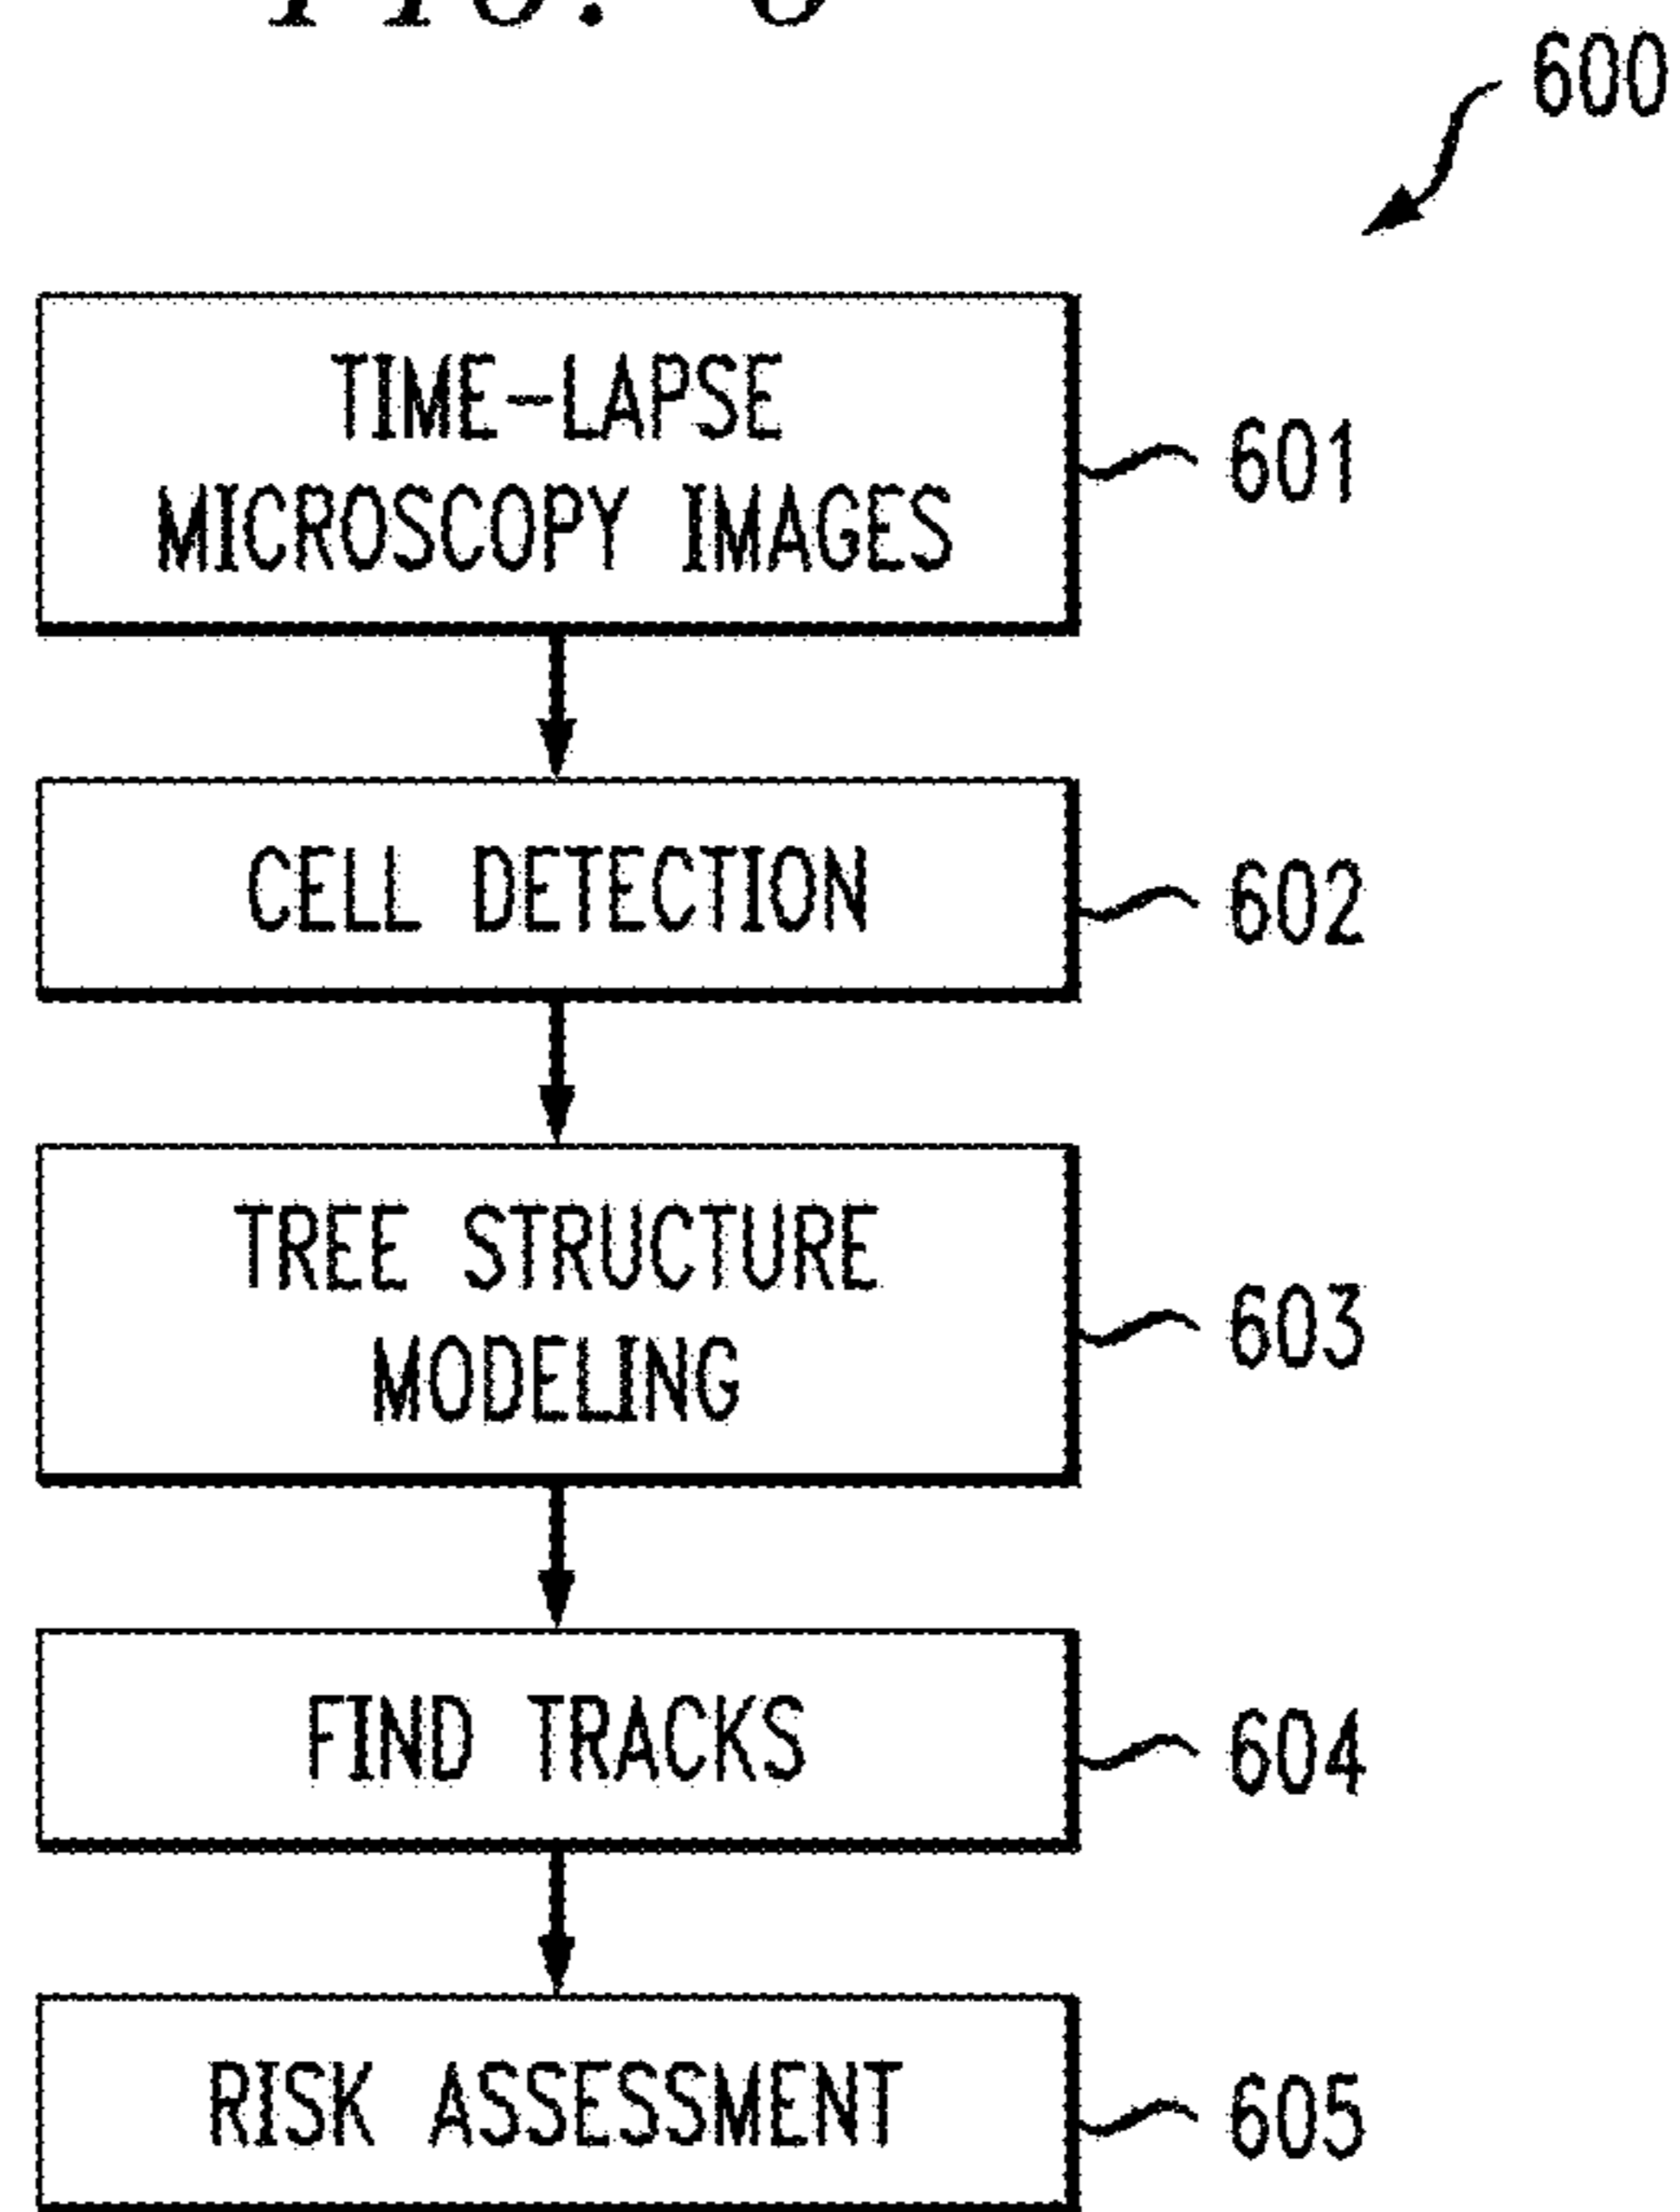 600
TIME-LAPSE
MICROSCOPY IMAGES
601
CELL DETECTION
602
TREE STRUCTURE
MODELING
603
FIND TRACKS
604
RISK ASSESSMENT
605